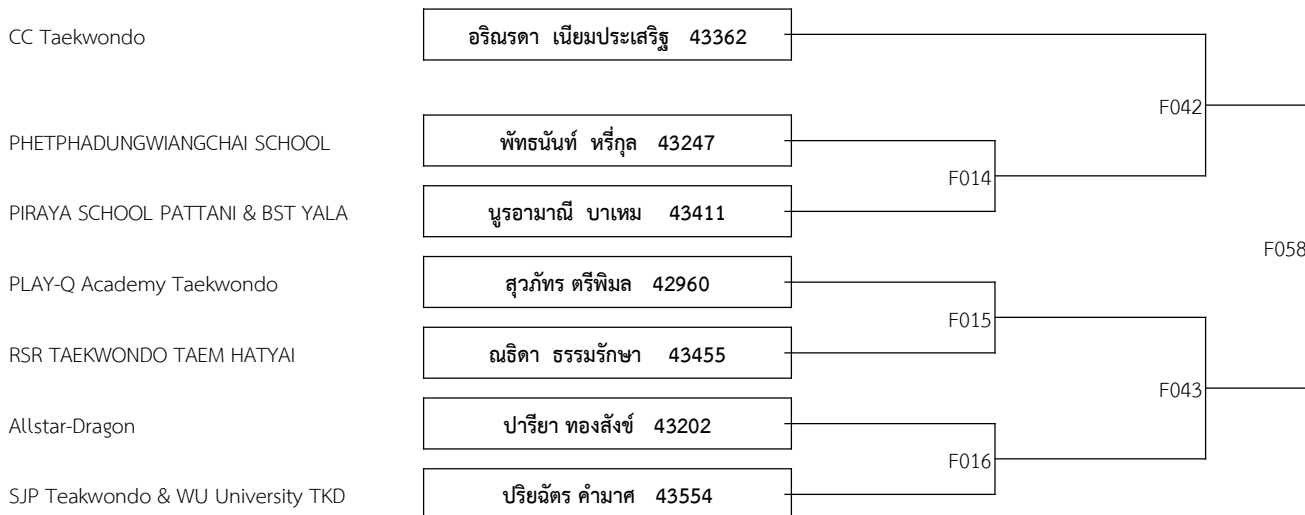 CC Taekwondo อริณรดา เนียมประเสริฐ 43362
F042
PHETPHADUNGWIANGCHAI SCHOOL พัทธนันท์ หรี่กุล 43247
F014
PIRAYA SCHOOL PATTANI & BST YALA นูรอามาณี บาเหม 43411
F058
PLAY-Q Academy Taekwondo สุวภัทร ตรีพิมล 42960
F015
RSR TAEKWONDO TAEM HATYAI ณธิดา ธรรมรักษา 43455
F043
Allstar-Dragon ปารียา ทองสังข์ 43202
F016
SJP Teakwondo & WU University TKD ปริยฉัตร คำมาศ 43554